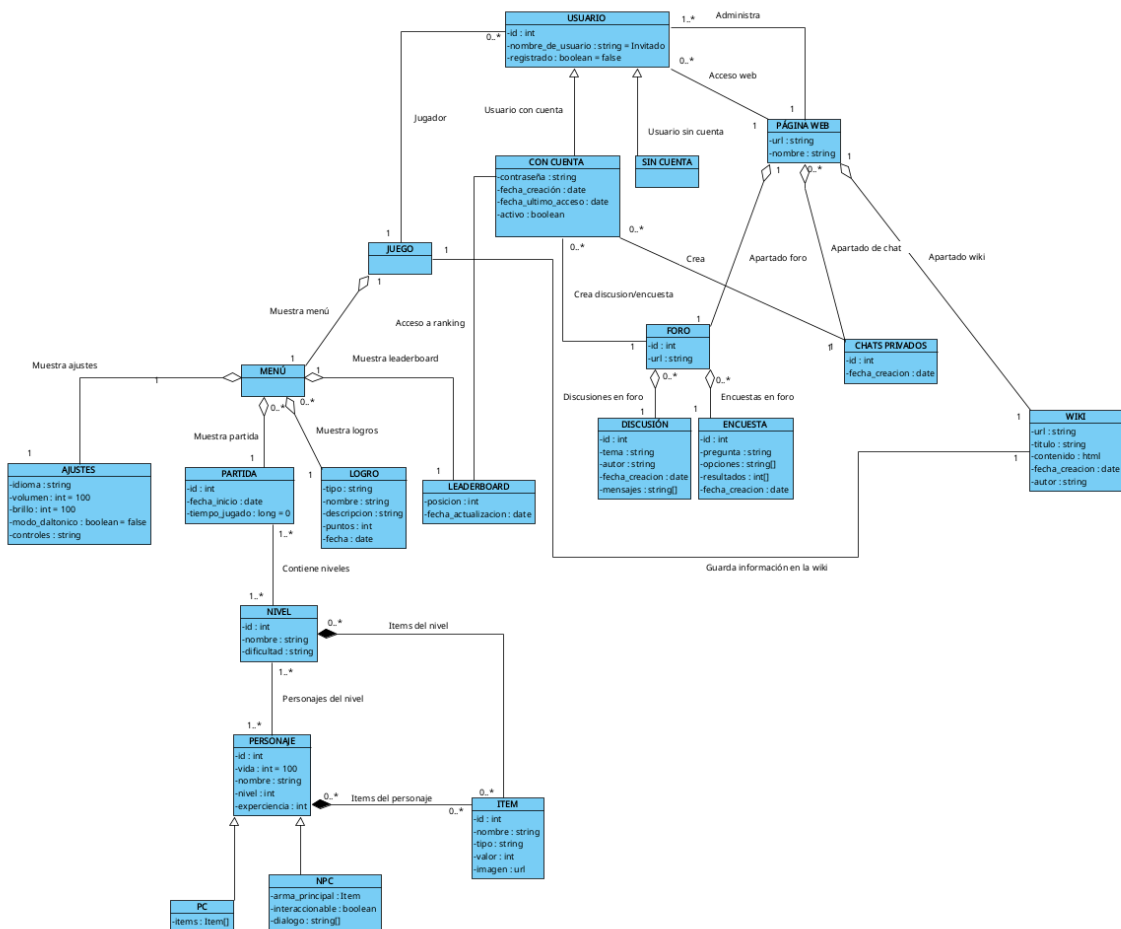 USUARIO
-id : int
-nombre_de_usuario : string = Invitado
-registrado : boolean = false
0..*
1..*
Administra
0..*
Acceso web
Jugador
Usuario con cuenta
Usuario sin cuenta
1
1
PÁGINA WEB
-url : string
-nombre : string
1
0..*
1
CON CUENTA
-contraseña : string
-fecha_creación : date
-fecha_ultimo_acceso : date
-activo : boolean
SIN CUENTA
0..*
0..*
1
JUEGO
1
1
Crea
Apartado foro
Apartado de chat
Apartado wiki
Muestra menú
Crea discusion/encuesta
Acceso a ranking
1
FORO
-id : int
-url : string
1
0..*
0..*
1
1
CHATS PRIVADOS
-id : int
-fecha_creacion : date
Muestra ajustes
1
Muestra leaderboard
1
MENÚ
1
0..*
0..*
Discusiones en foro
Encuestas en foro
1
1
DISCUSIÓN
-id : int
-tema : string
-autor : string
-fecha_creacion : date
-mensajes : string[]
ENCUESTA
-id : int
-pregunta : string
-opciones : string[]
-resultados : int[]
-fecha_creacion : date
1
WIKI
-url : string
-titulo : string
-contenido : html
-fecha_creacion : date
-autor : string
1
Muestra partida
Muestra logros
1
AJUSTES
-idioma : string
-volumen : int = 100
-brillo : int = 100
-modo_daltonico : boolean = false
-controles : string
1
PARTIDA
-id : int
-fecha_inicio : date
-tiempo_jugado : long = 0
1..*
1
LOGRO
-tipo : string
-nombre : string
-descripcion : string
-puntos : int
-fecha : date
1
LEADERBOARD
-posicion : int
-fecha_actualizacion : date
Contiene niveles
Guarda información en la wiki
1..*
NIVEL
-id : int
-nombre : string
-dificultad : string
0..*
Items del nivel
1..*
Personajes del nivel
1..*
PERSONAJE
-id : int
-vida : int = 100
-nombre : string
-nivel : int
-experciencia : int
0..*
Items del personaje
0..*
0..*
ITEM
-id : int
-nombre : string
-tipo : string
-valor : int
-imagen : url
PC
-items : Item[]
NPC
-arma_principal : Item
-interaccionable : boolean
-dialogo : string[]